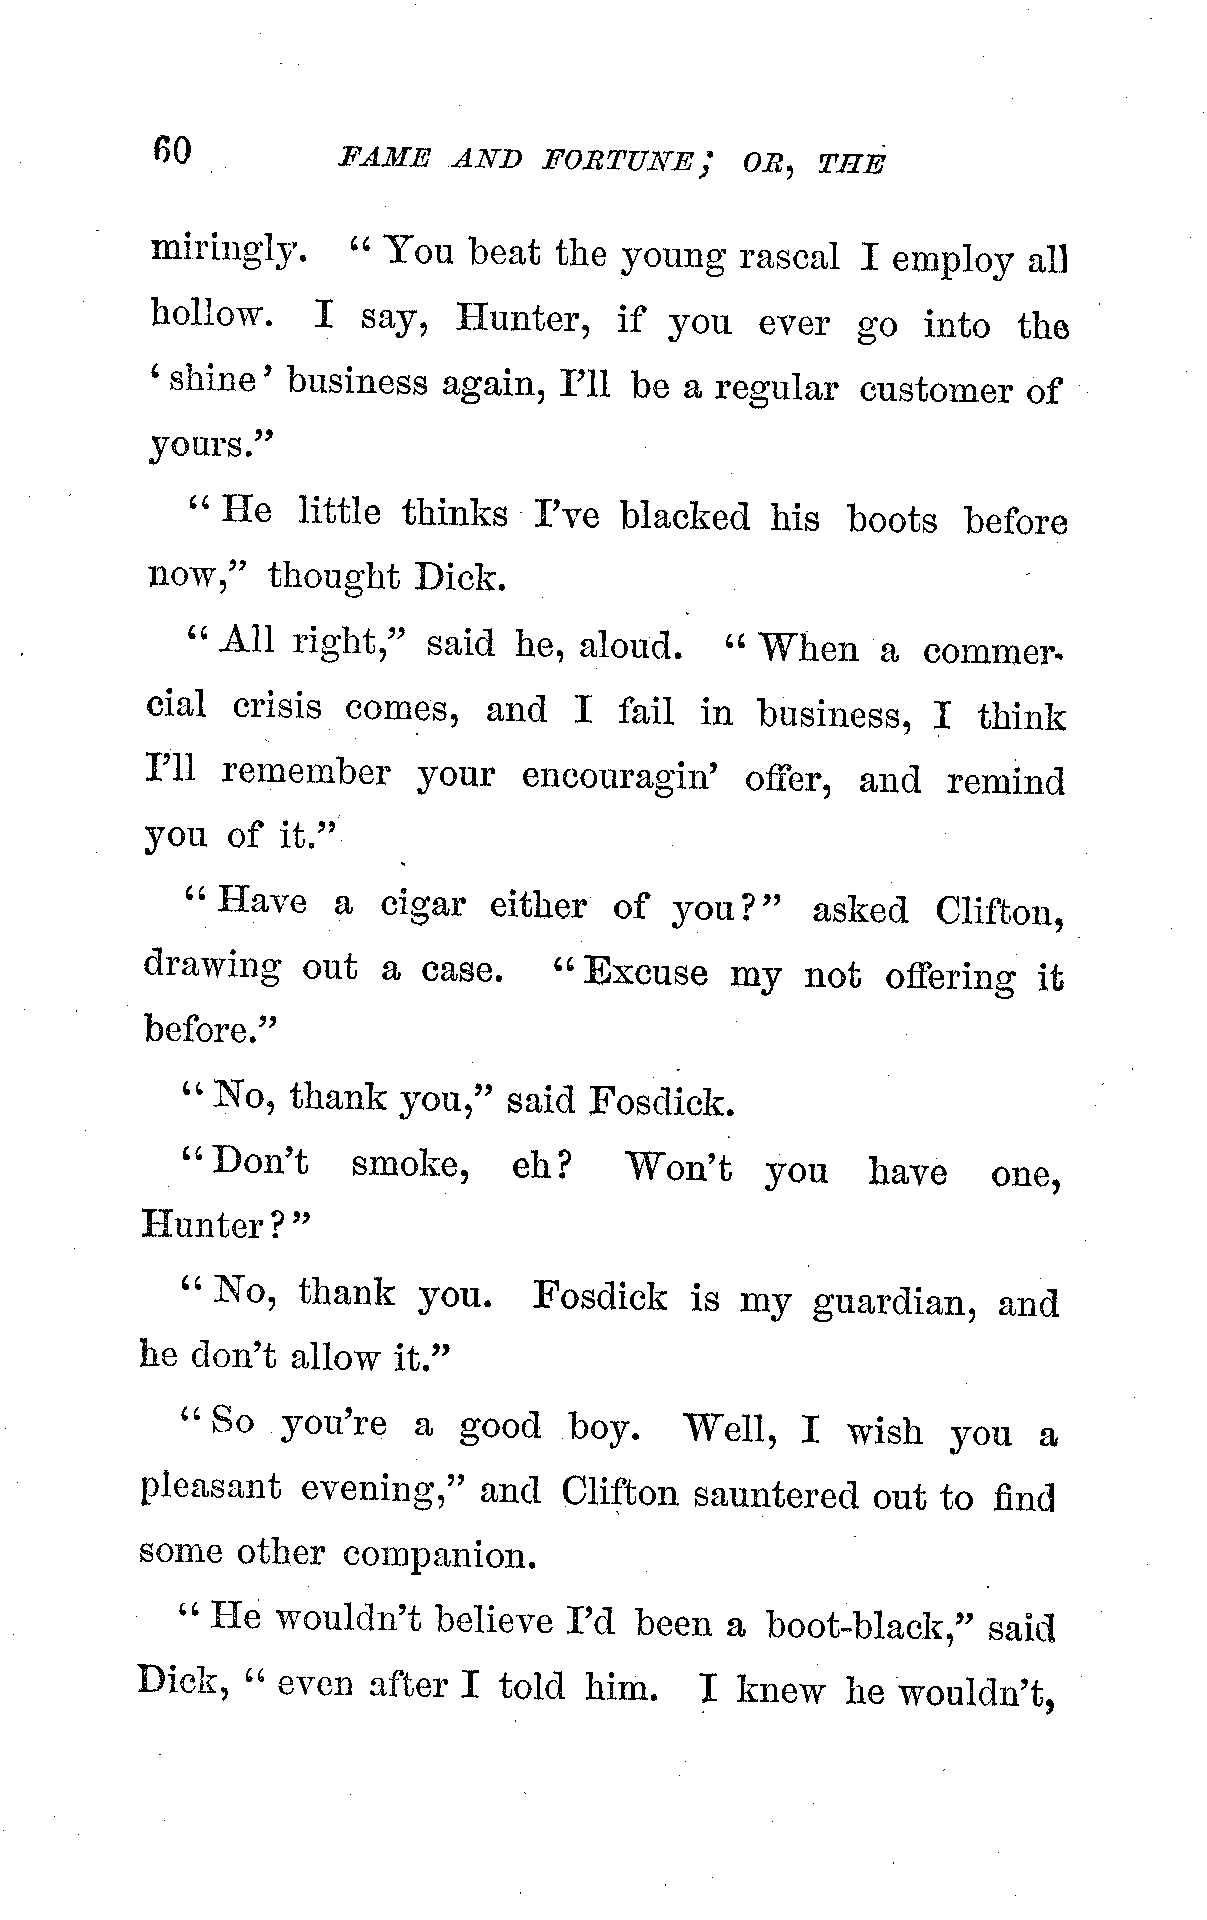 60 FAME AND FORTUNE; OR, THE
miringly. “You beat the young rascal I employ all
hollow. I say, Hunter, if you ever go into the
‘shine’ business again, I’ll be a regular customer of
yours.”
“He little thinks I’ve blacked his boots before
now,” thought Dick.
“All right,” said he, aloud. “When a commer-
cial crisis comes, and I fail in business, I think
I’ll remember your encouragin’ offer, and remind
you of it.”
“Have a cigar either of you?” asked Clifton,
drawing out a case. “Excuse my not offering it
before.”
“No, thank you,” said Fosdick.
“Don’t smoke, eh? Won’t you have one,
Hunter?”
“No, thank you. Fosdick is my guardian, and
he don’t allow it.”
“So you’re a good boy. Well, I wish you a
pleasant evening,” and Clifton sauntered out to find
some other companion.
“He wouldn’t believe I’d been a boot-black,” said
Dick, “even after I told him. I knew he wouldn’t,